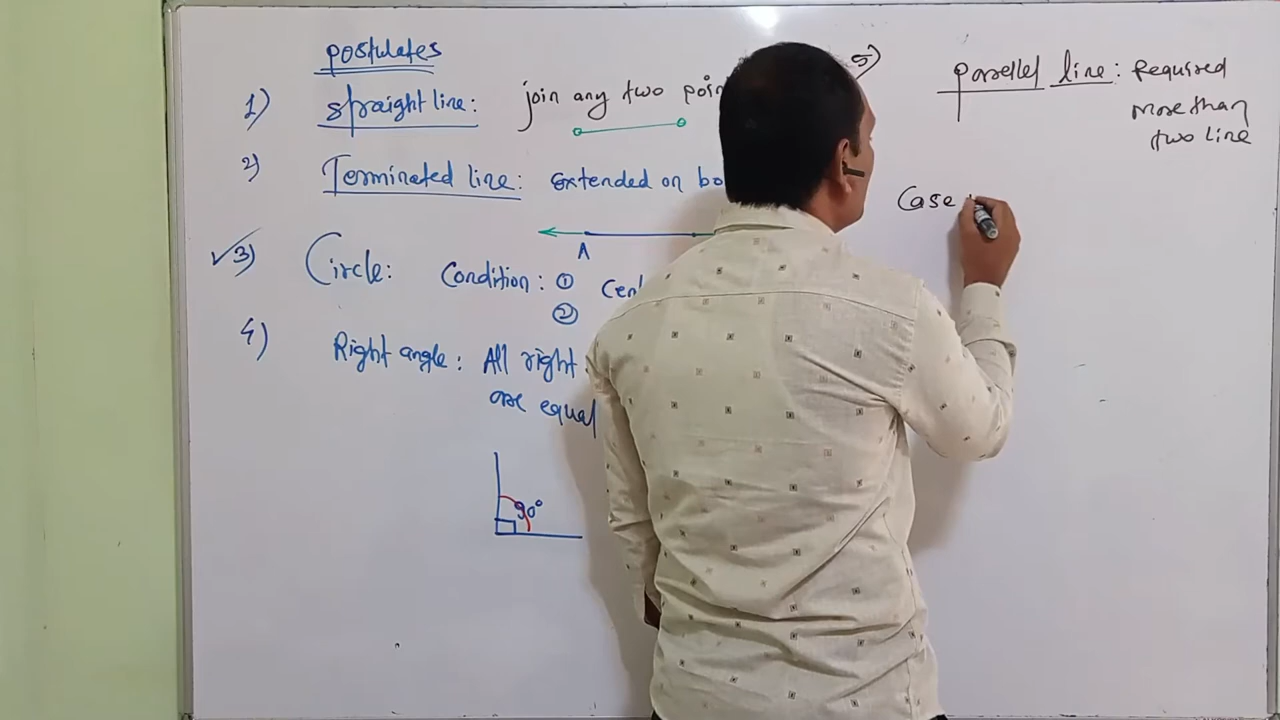 postulates
1) straight line: join any two poin
2) Terminated line: extended on bo
A
3) Circle: Condition: ① Cen
②
4) Right angle: All right
are equal
90°
5) parellel line: Required
more than
two line
Case